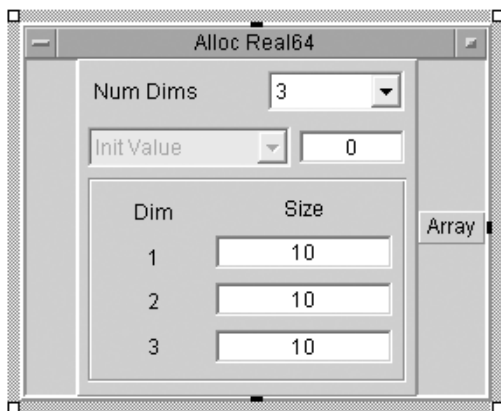 Alloc Real64
Num Dims 3
Init Value 0
Dim Size
1 10
2 10
3 10
Array